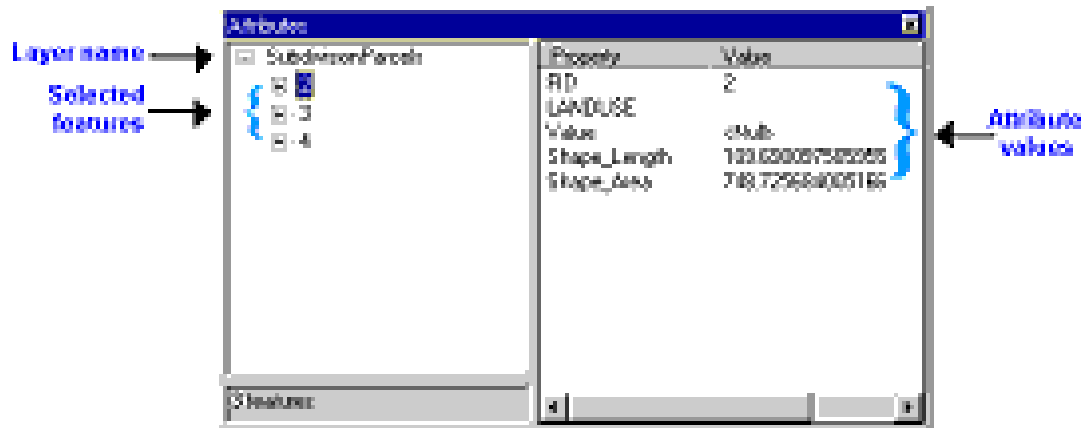 Attributes
Layer name
SubdivisionParcels
Selected
features
2
3
4
3 features
Property Value
FID 2
LANDUSE
Value <Null>
Shape_Length
Shape_Area
Attribute
values